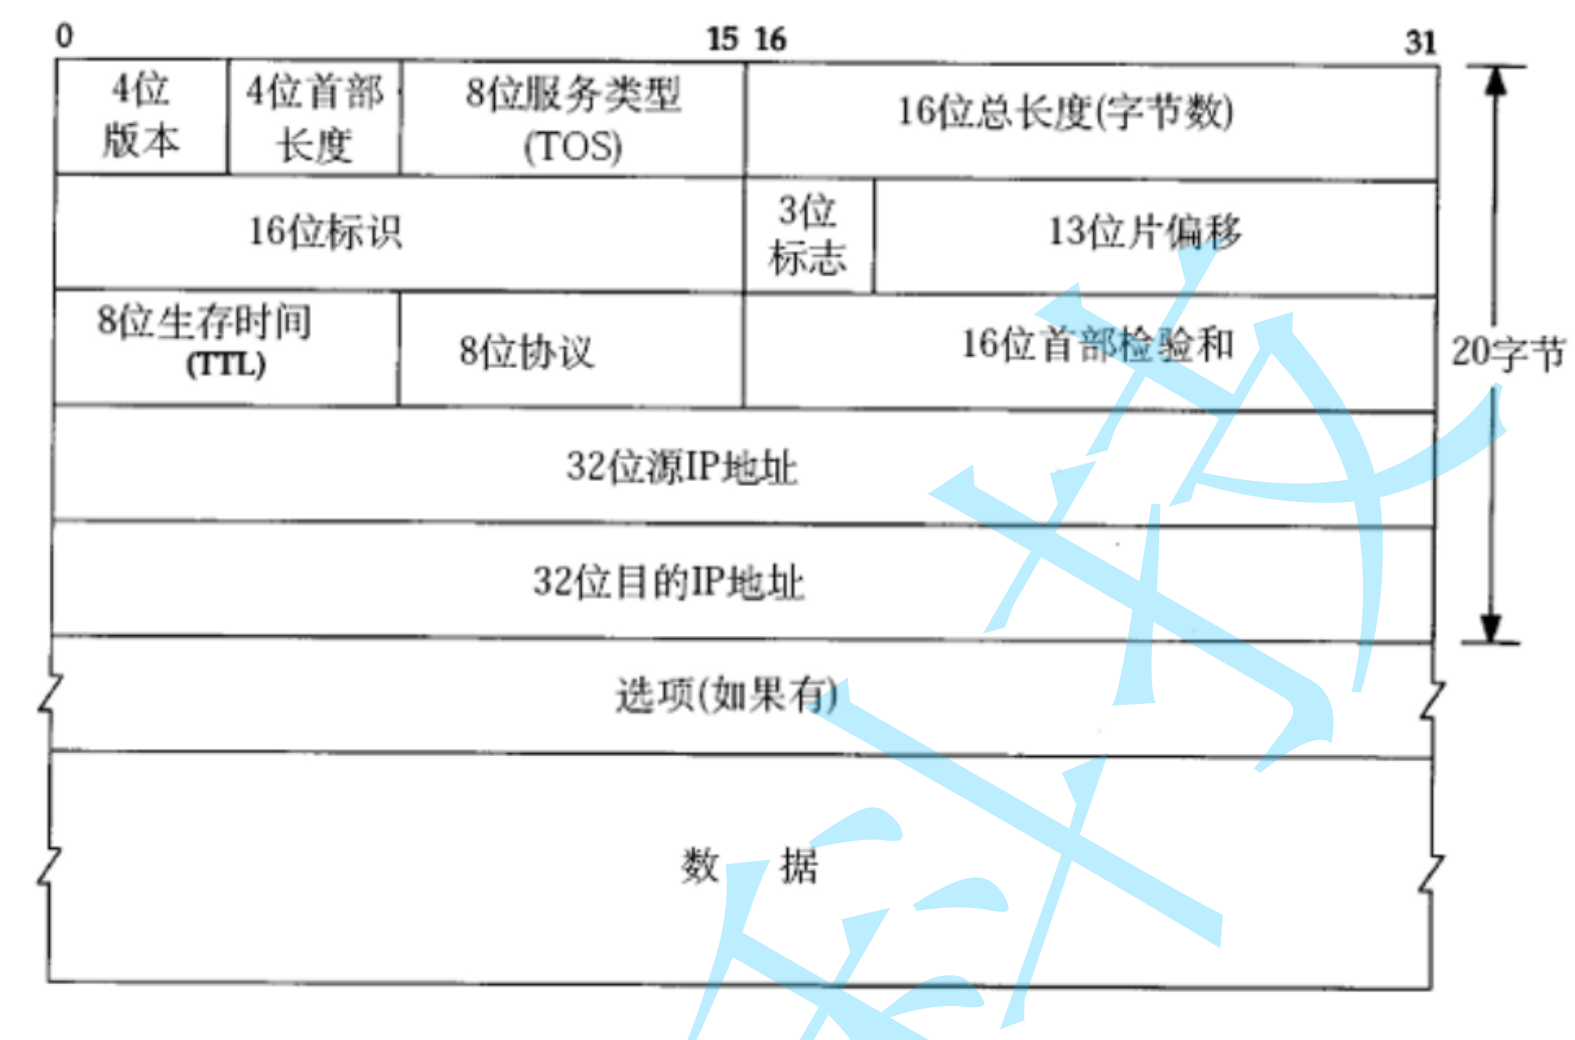 0 15 16 31
4位
版本
4位首部
长度
8位服务类型
(TOS)
16位总长度(字节数)
16位标识
3位
标志
13位片偏移
8位生存时间
(TTL)
8位协议
16位首部检验和
20字节
32位源IP地址
32位目的IP地址
选项(如果有)
数 据